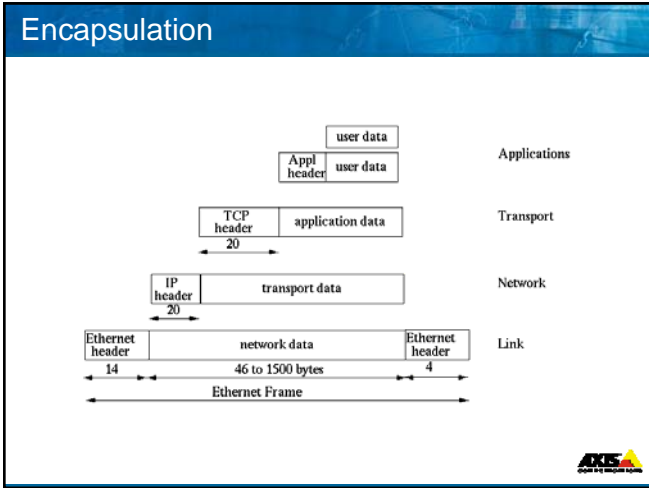 Encapsulation
user data
Appl header
user data
Applications
TCP header
application data
Transport
20
IP header
transport data
Network
20
Ethernet header
network data
Ethernet header
Link
14
46 to 1500 bytes
4
Ethernet Frame
AXIS